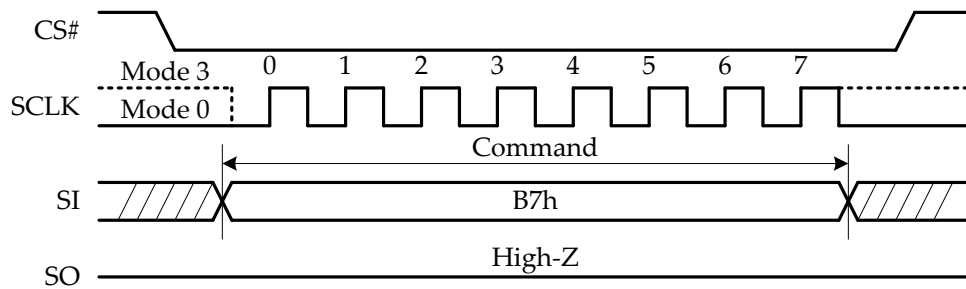 CS#
0 1 2 3 4 5 6 7
Mode 3
SCLK
Mode 0
Command
SI
B7h
High-Z
SO